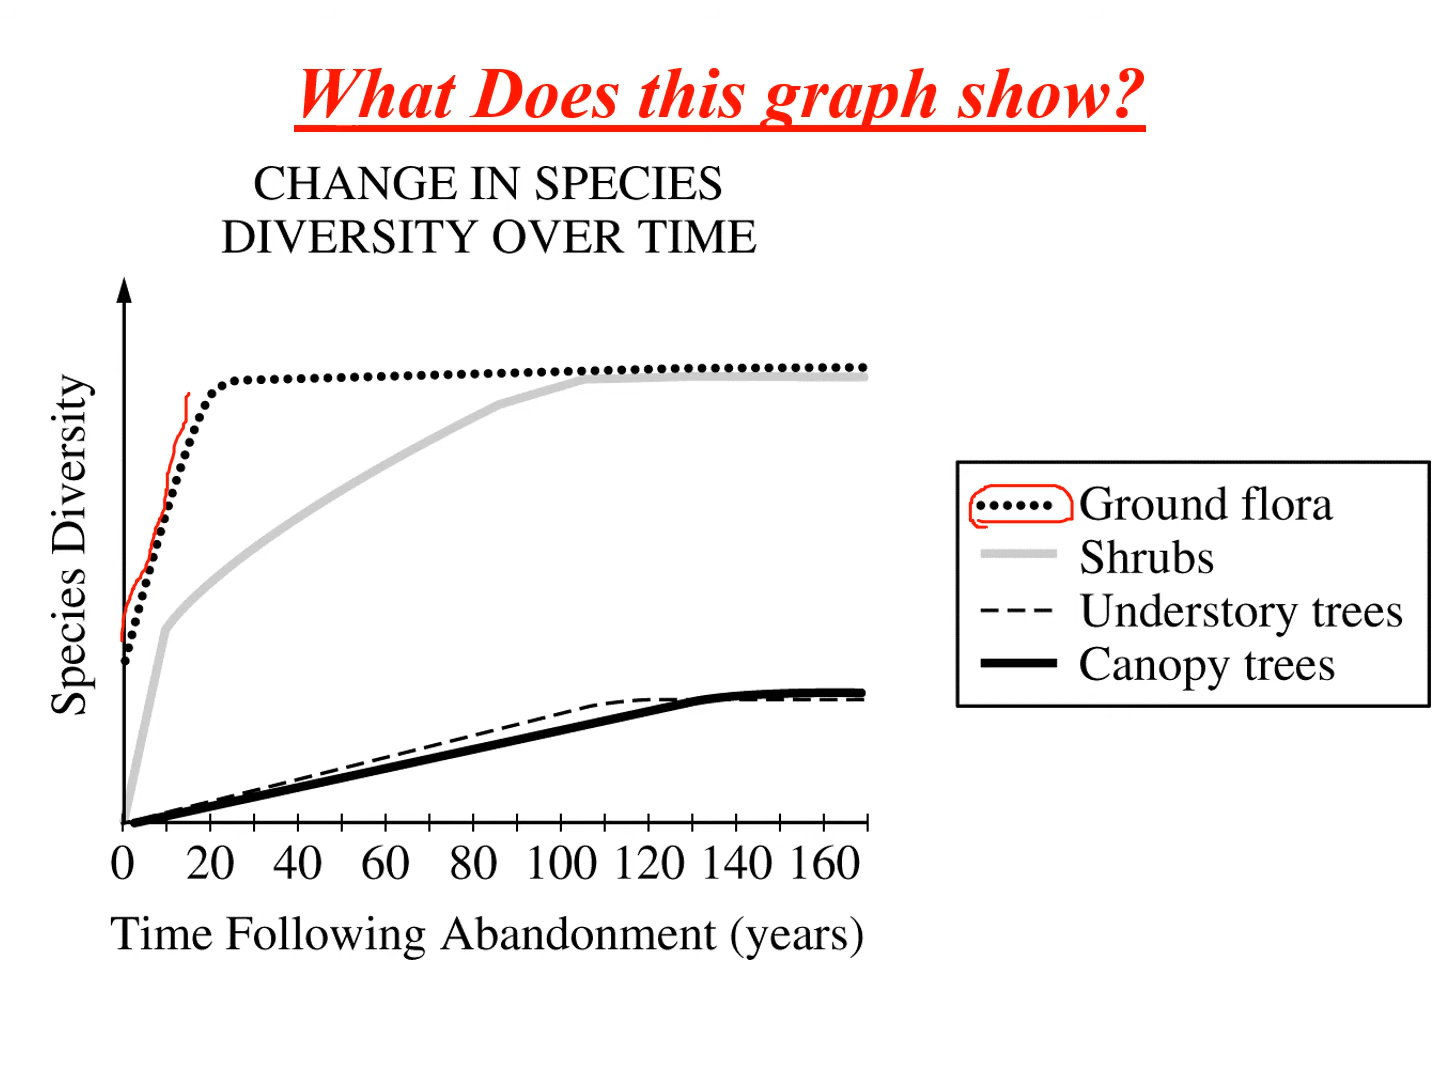 What Does this graph show?
CHANGE IN SPECIES
DIVERSITY OVER TIME
Species Diversity
Ground flora
Shrubs
Understory trees
Canopy trees
0 20 40 60 80 100 120 140 160
Time Following Abandonment (years)